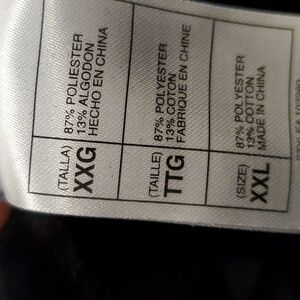 (TALLA)
XXG
87% POLIESTER
13% ALGODON
HECHO EN CHINA
(TAILLE)
TTG
87% POLYESTER
13% COTON
FABRIQUE EN CHINE
(SIZE)
XXL
87% POLYESTER
13% COTTON
MADE IN CHINA